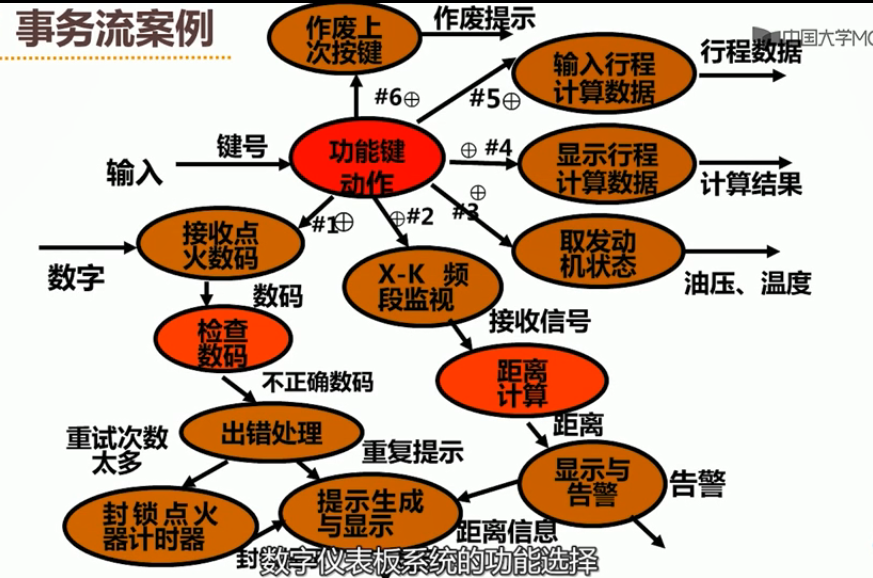 事务流案例
作废上
次按键
作废提示
中国大学MO
行程数据
输入行程
计算数据
#6⊕
#5⊕
键号
输入
功能键
动作
⊕ #4
显示行程
计算数据
计算结果
#1⊕
⊕#2
⊕
#3
接收点
火数码
数字
取发动
机状态
油压、温度
X-K 频
段监视
数码
检查
数码
接收信号
距离
计算
不正确数码
距离
出错处理
重试次数
太多
重复提示
显示与
告警
告警
封锁点火
器计时器
提示生成
与显示
距离信息
封
数字仪表板系统的功能选择